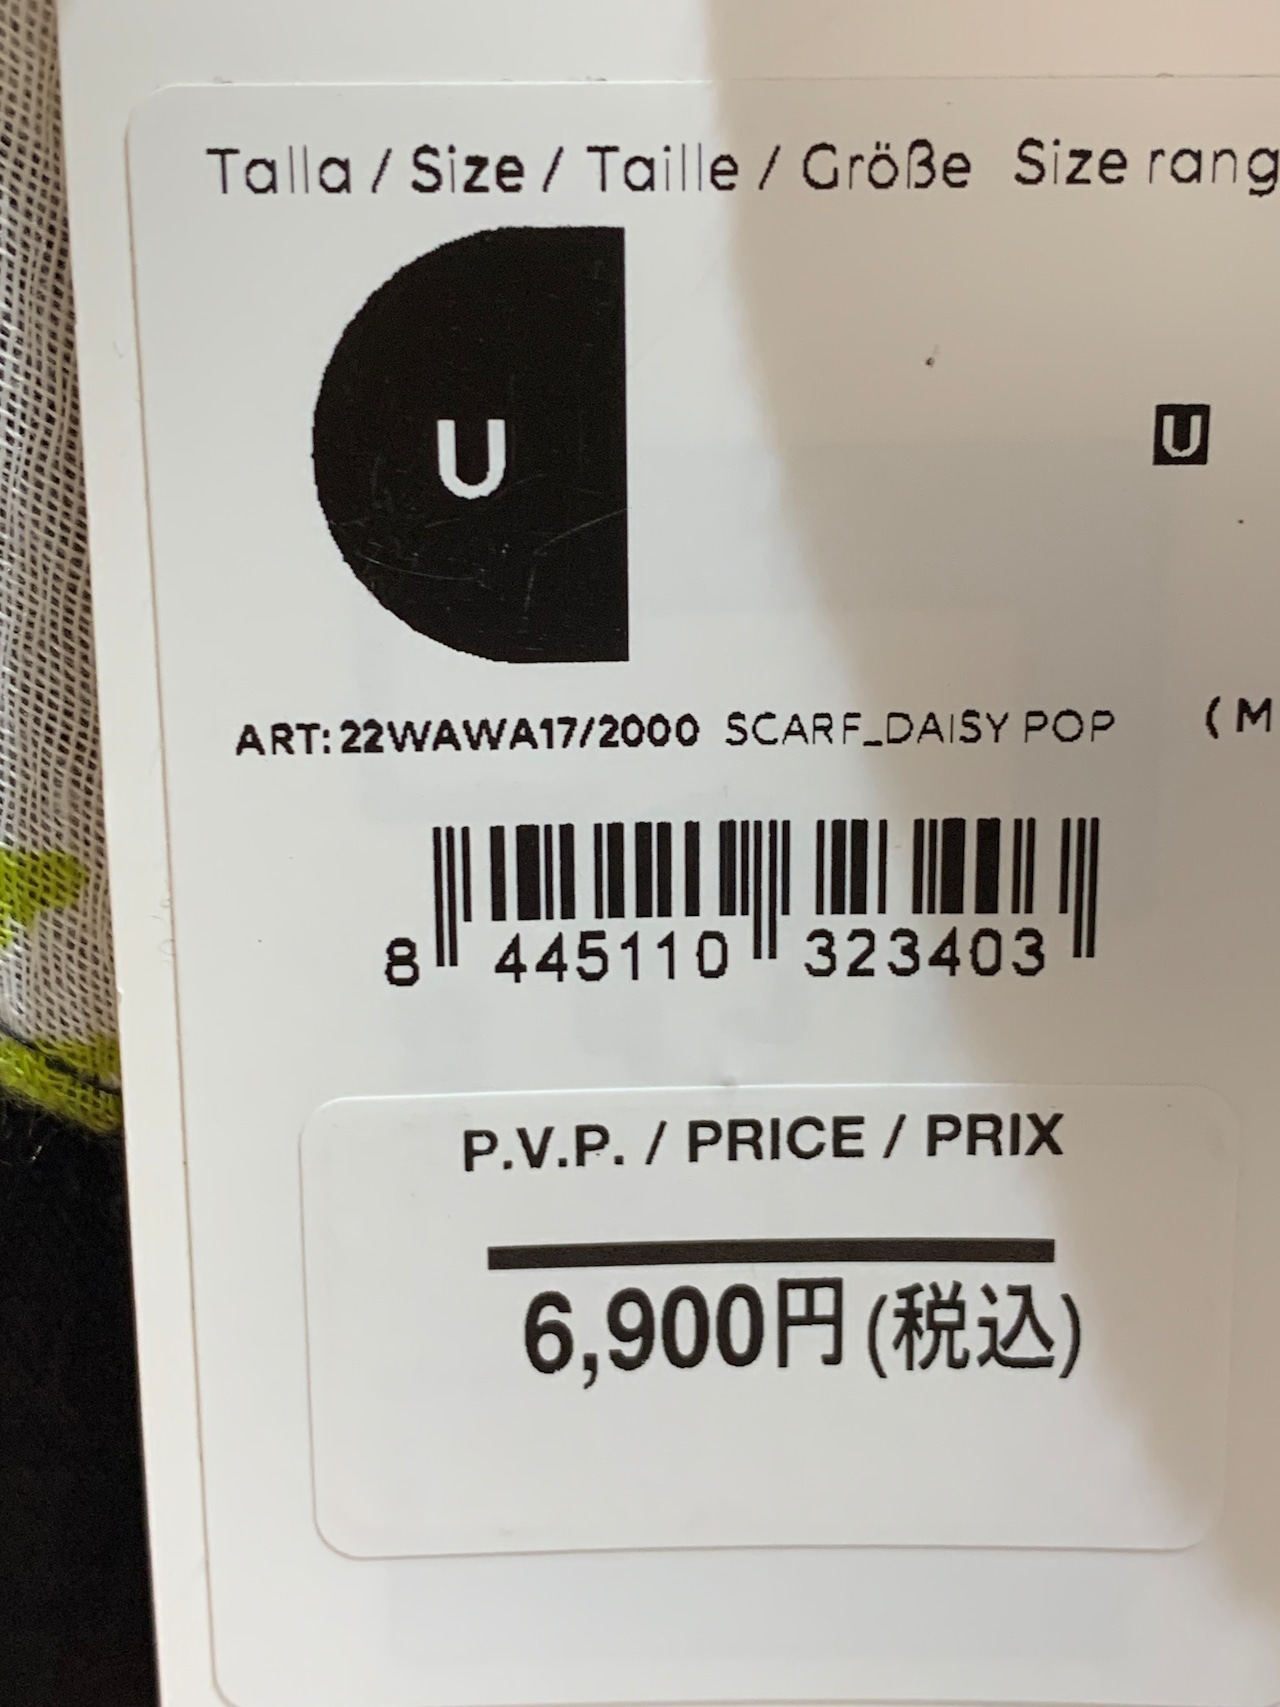 Talla / Size / Taille / Größe Size rang
U
U
ART: 22WAWA17/2000 SCARF_DAISY POP (M
8 445110 323403
P.V.P. / PRICE / PRIX
6,900円(税込)